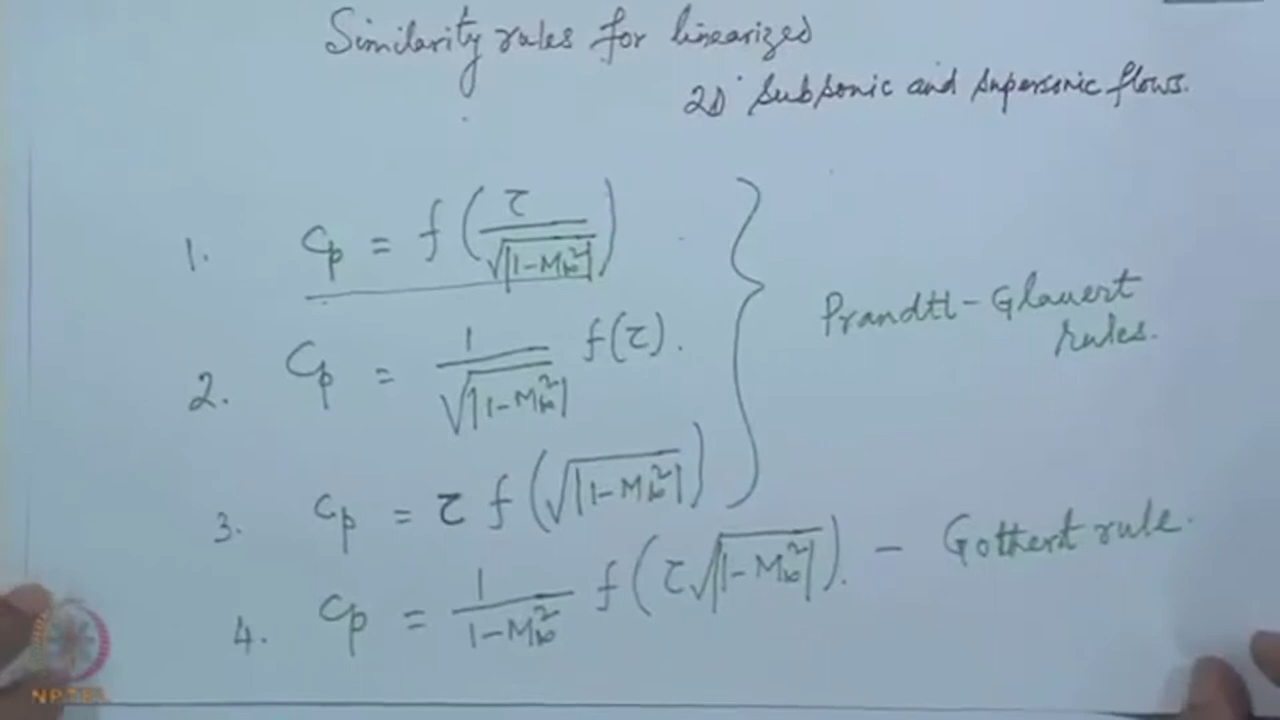 Similarity rules for linearized
2D subsonic and supersonic flows.
1. Cp = f(τ/√|1-M∞²|)
2. Cp = 1/√|1-M∞²| f(τ).
Prandtl-Glauert
rules.
3. Cp = τ f(√|1-M∞²|)
4. Cp = 1/1-M∞² f(τ√|1-M∞²|). - Gothert rule.
NPTEL